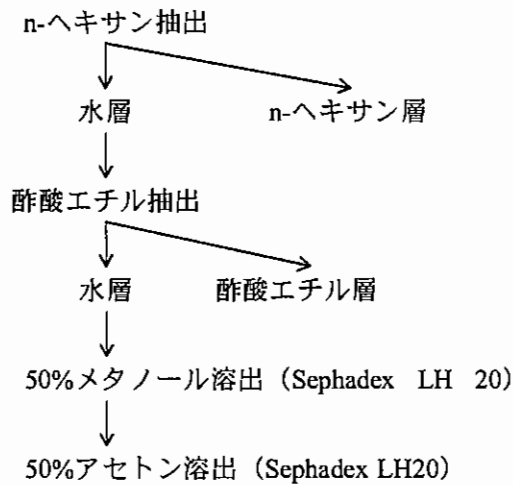 n-ヘキサン抽出
水層 n-ヘキサン層
酢酸エチル抽出
水層 酢酸エチル層
50%メタノール溶出（Sephadex LH 20）
50%アセトン溶出（Sephadex LH20）